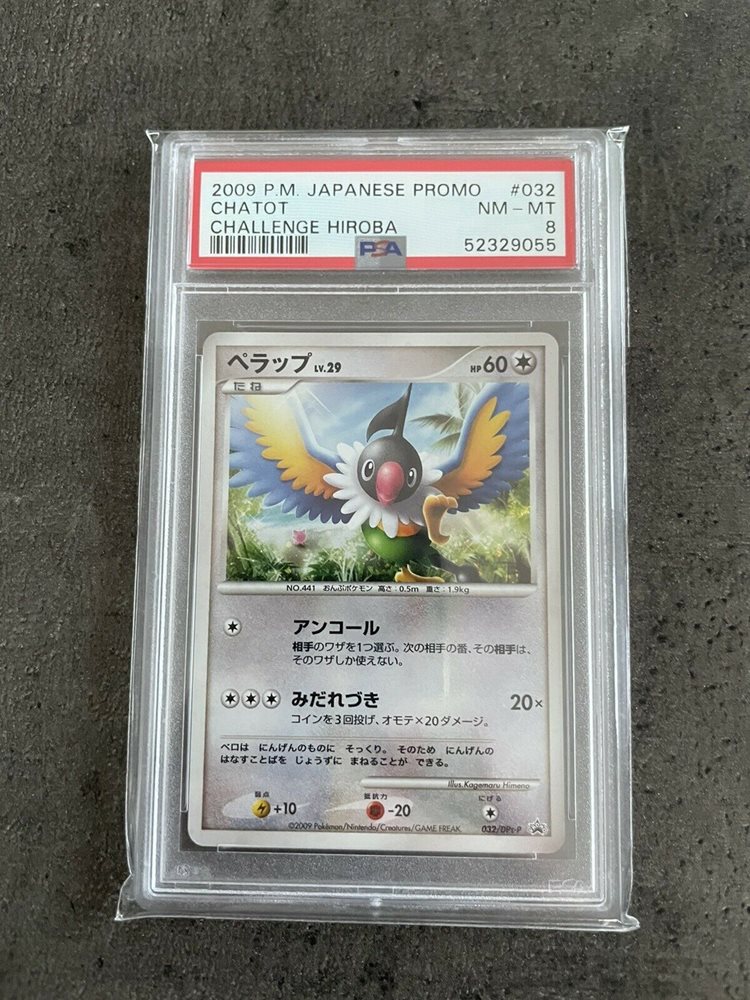 2009 P.M. JAPANESE PROMO #032
CHATOT NM - MT
CHALLENGE HIROBA 8
PSA 52329055
ペラップ LV.29 HP60
たね
NO.441 おんぷポケモン 高さ:0.5m 重さ:1.9kg
アンコール
相手のワザを1つ選ぶ。次の相手の番、その相手は、
そのワザしか使えない。
みだれづき 20×
コインを3回投げ、オモテ×20ダメージ。
ベロは にんげんのものに そっくり。 そのため にんげんの
はなすことばを じょうずに まねることが できる。
Illus.Kagemaru Himeno
弱点 抵抗力 にげる
+10 -20
©2009 Pokémon/Nintendo/Creatures/GAME FREAK. 032/DPt-P